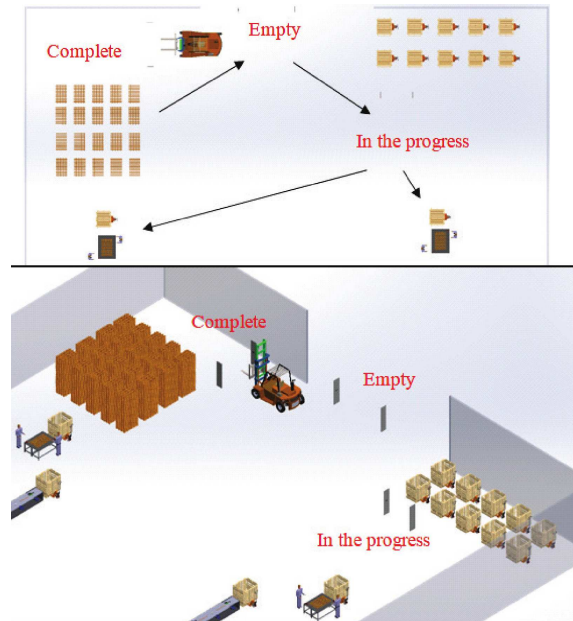 Empty
Complete
In the progress
Complete
Empty
In the progress